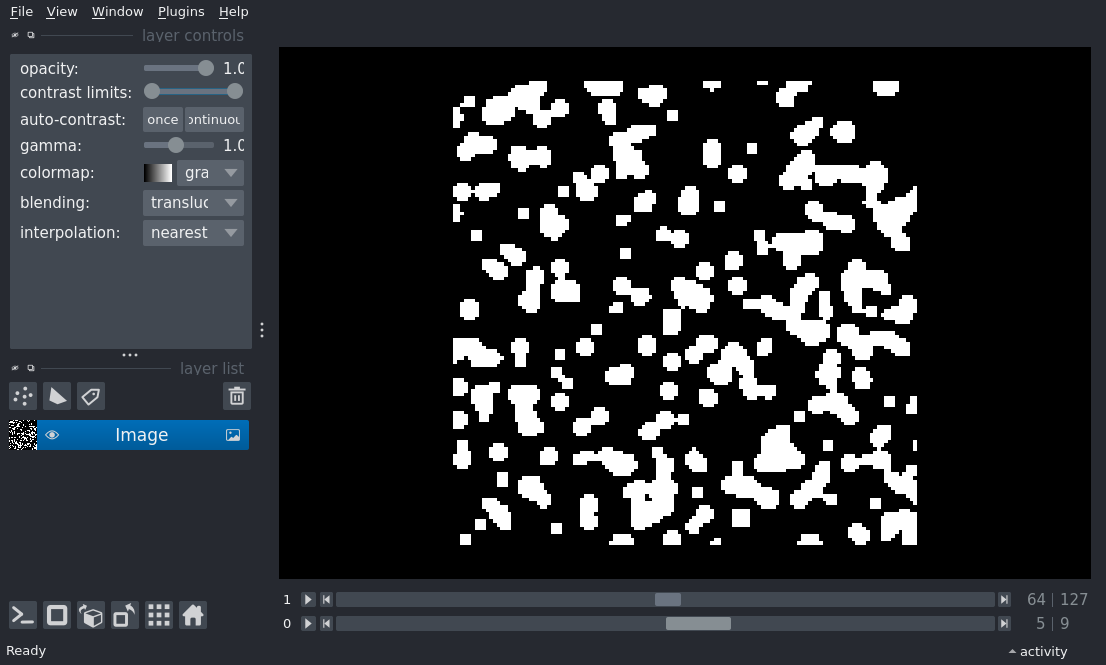 File View Window Plugins Help
layer controls
opacity: 1.0
contrast limits:
auto-contrast: once ontinuou
gamma: 1.0
colormap: gra
blending: transluc
interpolation: nearest
layer list
Image
1 64 | 127
0 5 | 9
Ready activity